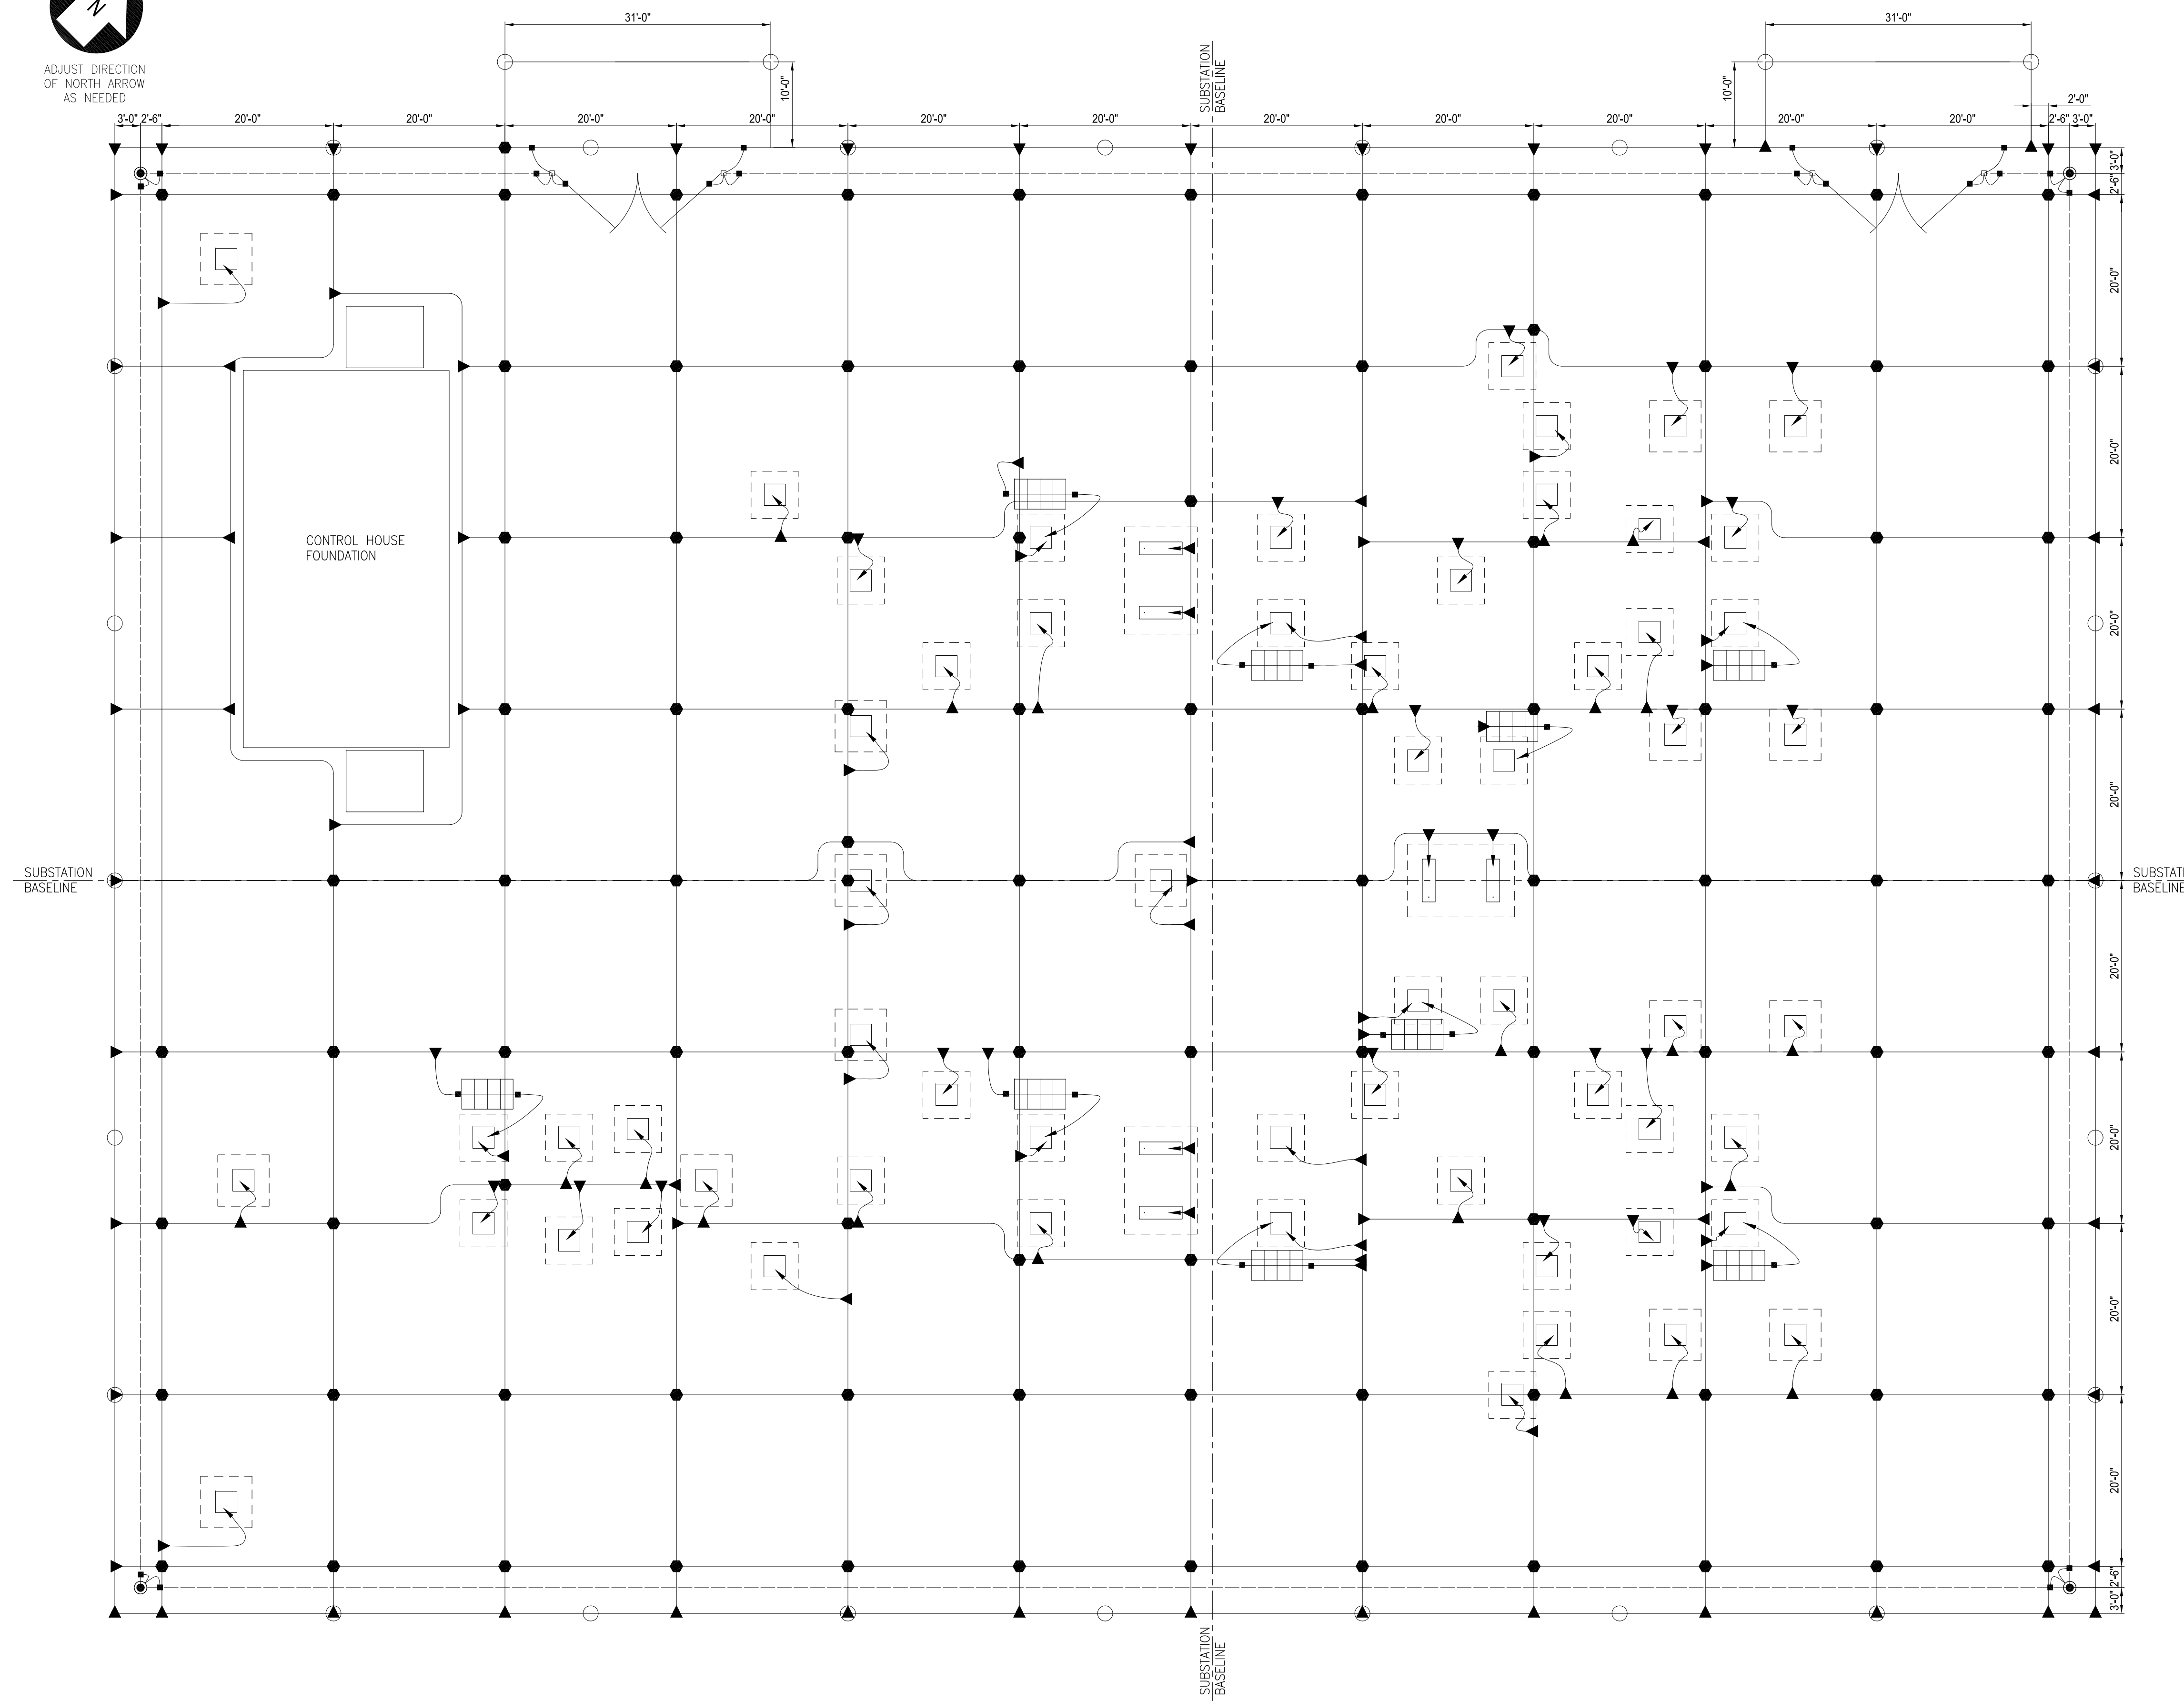 N
ADJUST DIRECTION
OF NORTH ARROW
AS NEEDED
31'-0"
31'-0"
10'-0"
SUBSTATION
BASELINE
10'-0"
2'-0"
3'-0" 2'-6" 20'-0" 20'-0" 20'-0" 20'-0" 20'-0" 20'-0" 20'-0" 20'-0" 20'-0" 20'-0" 20'-0" 2'-6" 3'-0"
3'-0"
2'-6"
20'-0"
20'-0"
CONTROL HOUSE
FOUNDATION
20'-0"
20'-0"
SUBSTATION
BASELINE
SUBSTATI
BASELINE
20'-0"
20'-0"
20'-0"
20'-0"
2'-6"
3'-0"
SUBSTATION
BASELINE